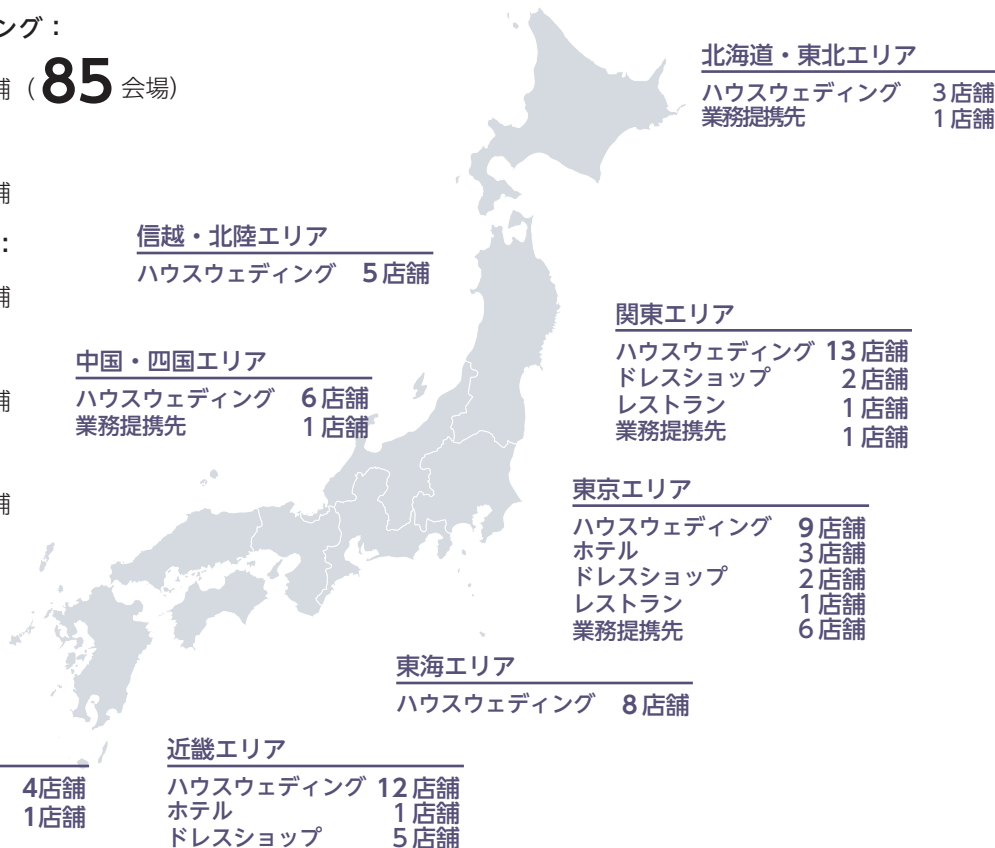 ング：
舗（85 会場）
舗
：
舗
舗
舗
北海道・東北エリア
ハウスウェディング 3店舗
業務提携先 1店舗
信越・北陸エリア
ハウスウェディング 5店舗
中国・四国エリア
ハウスウェディング 6店舗
業務提携先 1店舗
関東エリア
ハウスウェディング 13店舗
ドレスショップ 2店舗
レストラン 1店舗
業務提携先 1店舗
東京エリア
ハウスウェディング 9店舗
ホテル 3店舗
ドレスショップ 2店舗
レストラン 1店舗
業務提携先 6店舗
東海エリア
ハウスウェディング 8店舗
4店舗
1店舗
近畿エリア
ハウスウェディング 12店舗
ホテル 1店舗
ドレスショップ 5店舗